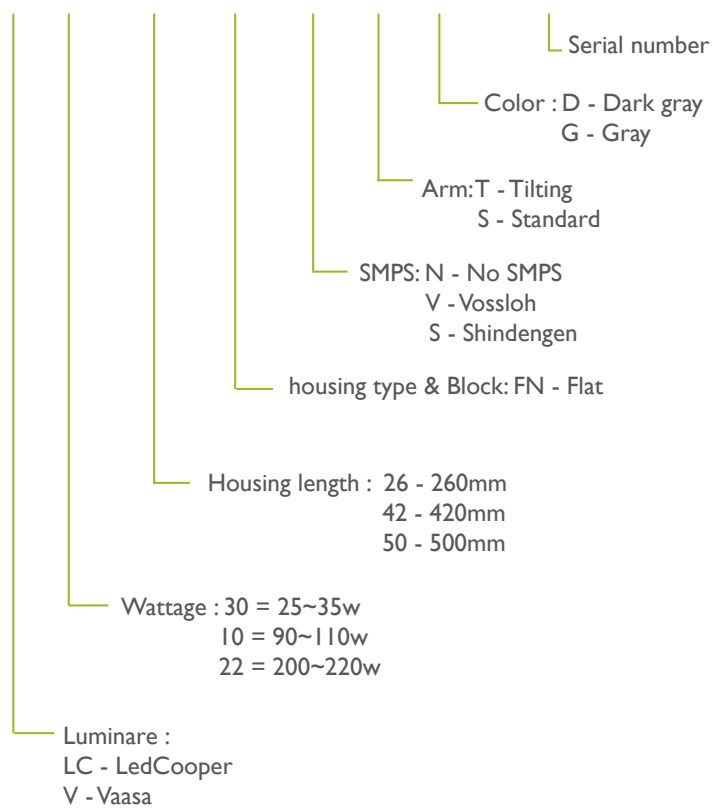 Serial number
Color : D - Dark gray
G - Gray
Arm: T - Tilting
S - Standard
SMPS: N - No SMPS
V - Vossloh
S - Shindengen
housing type & Block: FN - Flat
Housing length : 26 - 260mm
42 - 420mm
50 - 500mm
Wattage : 30 = 25~35w
10 = 90~110w
22 = 200~220w
Luminare :
LC - LedCooper
V - Vaasa